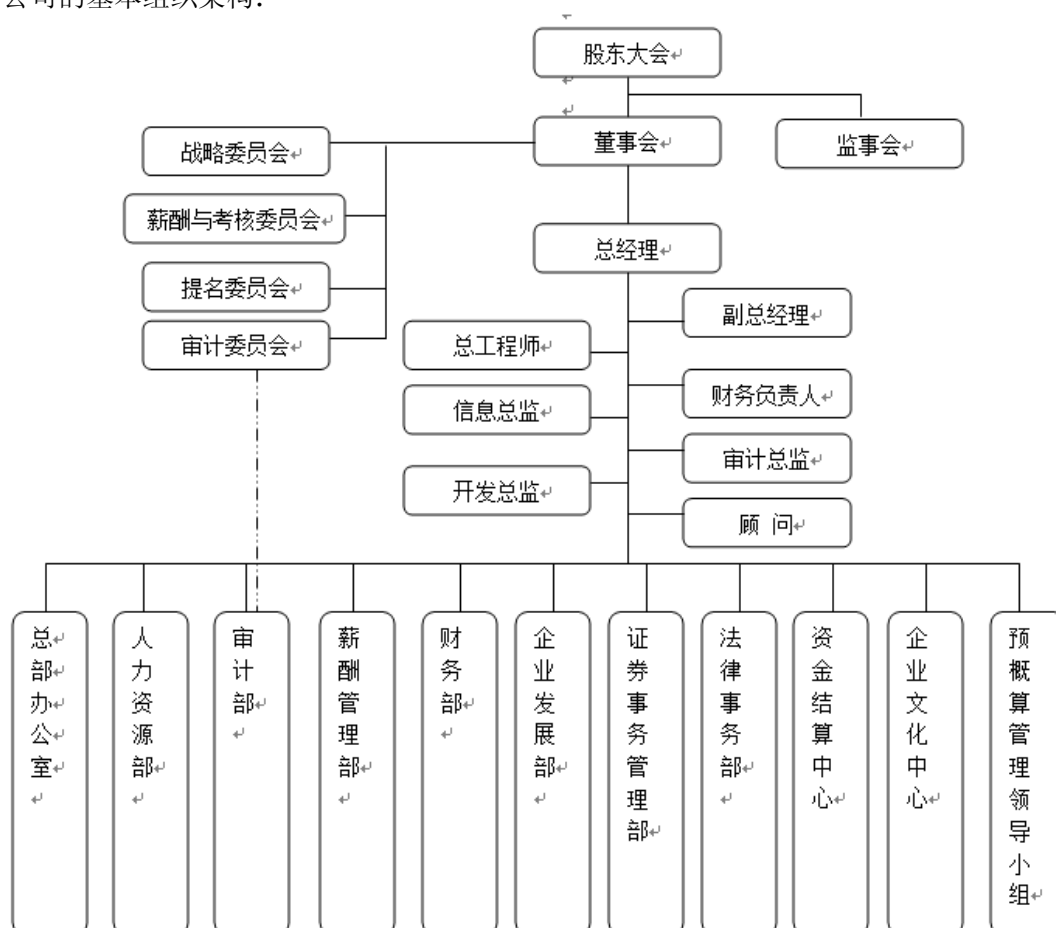 公司的基本组织架构：
股东大会
董事会
监事会
战略委员会
薪酬与考核委员会
提名委员会
审计委员会
总经理
副总经理
总工程师
财务负责人
信息总监
审计总监
开发总监
顾 问
总部办公室
人力资源部
审计部
薪酬管理部
财务部
企业发展部
证券事务管理部
法律事务部
资金结算中心
企业文化中心
预概算管理领导小组